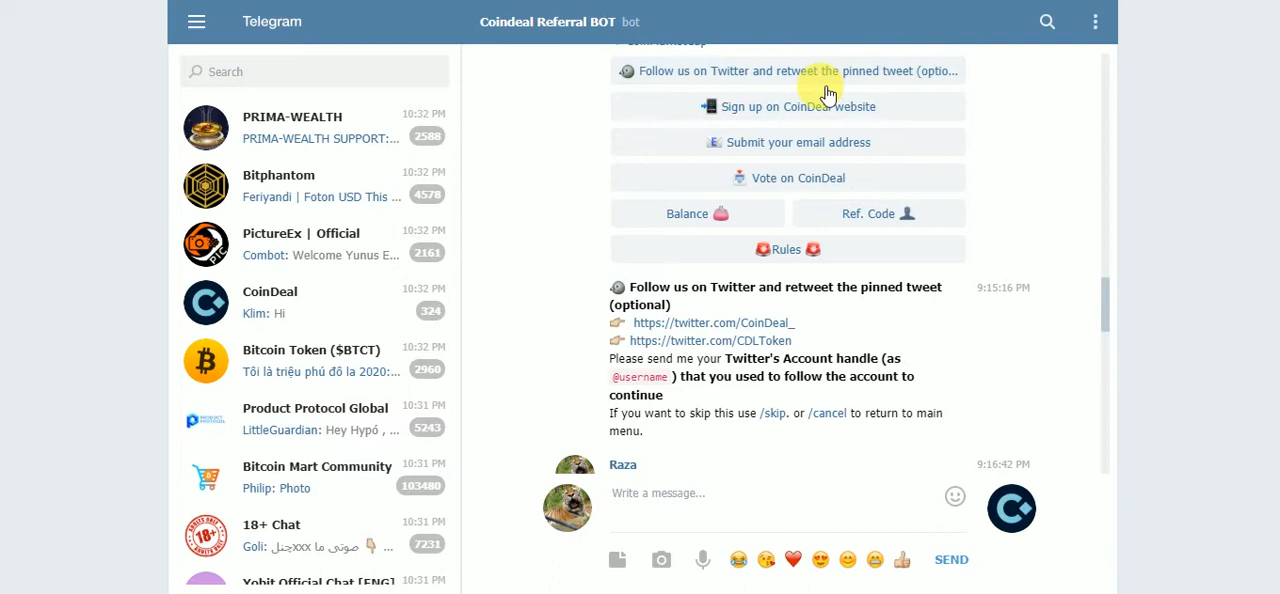 Telegram
Coindeal Referral BOT bot
Search
PRIMA-WEALTH 10:32 PM
PRIMA-WEALTH SUPPORT:... 2588
Bitphantom 10:32 PM
Feriyandi | Foton USD This ... 4578
PictureEx | Official 10:32 PM
Combot: Welcome Yunus E... 2161
CoinDeal 10:32 PM
Klim: Hi 324
Bitcoin Token ($BTCT) 10:32 PM
Tôi là triệu phú đô la 2020:... 2960
Product Protocol Global 10:31 PM
LittleGuardian: Hey Hypó , ... 5243
Bitcoin Mart Community 10:31 PM
Philip: Photo 103480
18+ Chat 10:31 PM
Goli: صوتی ما xxxچنل ... 7231
Yobit Official Chat [ENG] 10:31 PM
Follow us on Twitter and retweet the pinned tweet (optio...
Sign up on CoinDeal website
Submit your email address
Vote on CoinDeal
Balance Ref. Code
Rules
Follow us on Twitter and retweet the pinned tweet 9:15:16 PM
(optional)
https://twitter.com/CoinDeal_
https://twitter.com/CDLToken
Please send me your Twitter's Account handle (as
@username ) that you used to follow the account to
continue
If you want to skip this use /skip. or /cancel to return to main
menu.
Raza 9:16:42 PM
Write a message...
SEND